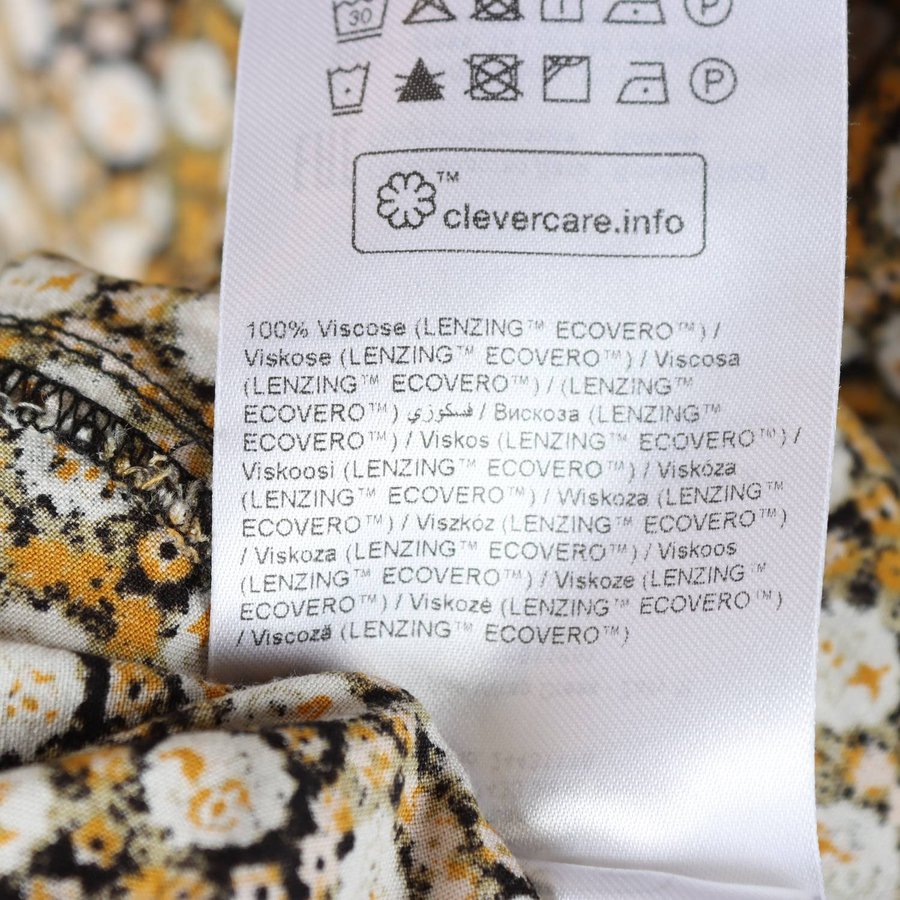 30
P
P
™
clevercare.info
100% Viscose (LENZING™ ECOVERO™) /
Viskose (LENZING™ ECOVERO™) / Viscosa
(LENZING™ ECOVERO™) / (LENZING™
ECOVERO™) فسكوزي / Вискоза (LENZING™
ECOVERO™) / Viskos (LENZING™ ECOVERO™) /
Viskoosi (LENZING™ ECOVERO™) / Viskóza
(LENZING™ ECOVERO™) / Wiskoza (LENZING™
ECOVERO™) / Viszkóz (LENZING™ ECOVERO™)
/ Viskoza (LENZING™ ECOVERO™) / Viskoos
(LENZING™ ECOVERO™) / Viskoze (LENZING™
ECOVERO™) / Viskozė (LENZING™ ECOVERO™)
/ Viscoză (LENZING™ ECOVERO™)